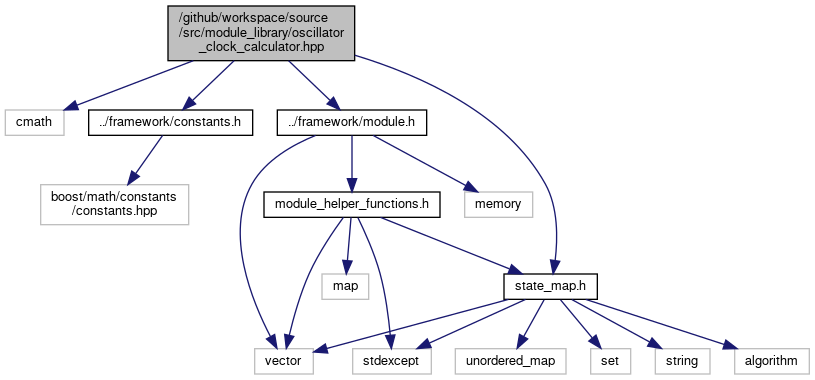 /github/workspace/source
/src/module_library/oscillator
_clock_calculator.hpp
cmath
../framework/constants.h
../framework/module.h
boost/math/constants
/constants.hpp
module_helper_functions.h
memory
map
state_map.h
vector
stdexcept
unordered_map
set
string
algorithm